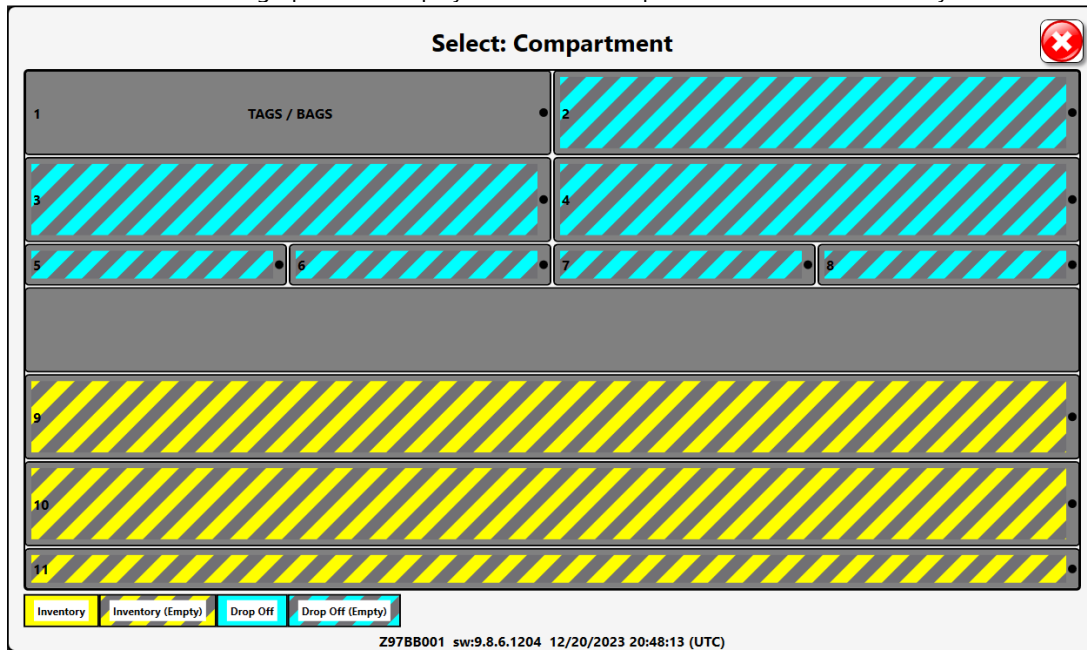 Select: Compartment
1 TAGS / BAGS
2
3
4
5
6
7
8
9
10
11
Inventory
Inventory (Empty)
Drop Off
Drop Off (Empty)
Z97BB001 sw:9.8.6.1204 12/20/2023 20:48:13 (UTC)